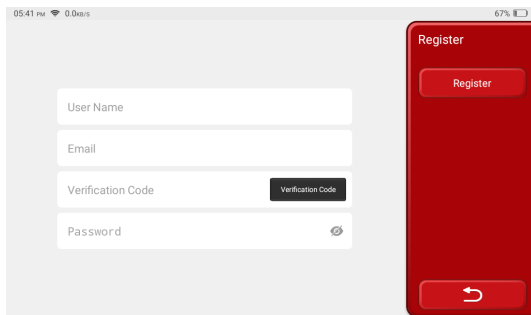 05:41 PM 0.0KB/S 67%
Register
Register
User Name
Email
Verification Code Verification Code
Password